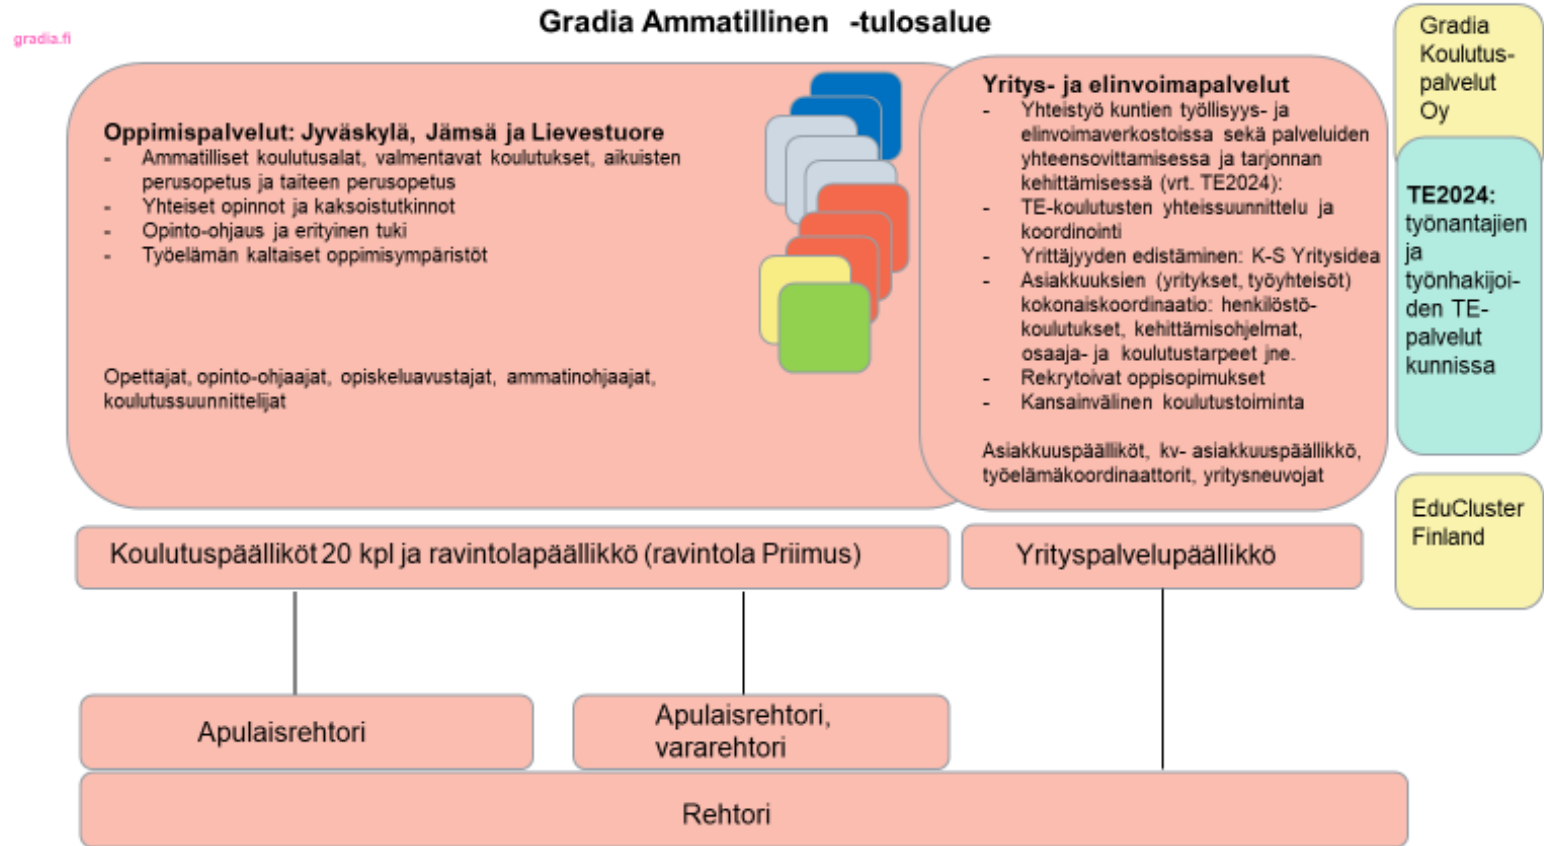 Gradia Ammatillinen -tulosalue
gradia.fi
Oppimispalvelut: Jyväskylä, Jämsä ja Lievestuore
- Ammatilliset koulutusalat, valmentavat koulutukset, aikuisten
perusopetus ja taiteen perusopetus
- Yhteiset opinnot ja kaksoistutkinnot
- Opinto-ohjaus ja erityinen tuki
- Työelämän kaltaiset oppimisympäristöt
Opettajat, opinto-ohjaajat, opiskeluavustajat, ammatinohjaajat,
koulutussuunnittelijat
Yritys- ja elinvoimapalvelut
- Yhteistyö kuntien työllisyys- ja
elinvoimaverkostoissa sekä palveluiden
yhteensovittamisessa ja tarjonnan
kehittämisessä (vrt. TE2024):
- TE-koulutusten yhteissuunnittelu ja
koordinointi
- Yrittäjyyden edistäminen: K-S Yritysidea
- Asiakkuuksien (yritykset, työyhteisöt)
kokonaiskoordinaatio: henkilöstö-
koulutukset, kehittämisohjelmat,
osaaja- ja koulutustarpeet jne.
- Rekrytoivat oppisopimukset
- Kansainvälinen koulutustoiminta
Asiakkuuspäälliköt, kv- asiakkuuspäällikkö,
työelämäkoordinaattorit, yritysneuvojat
Gradia
Koulutus-
palvelut
Oy
TE2024:
työnantajien
ja
työnhakijoi-
den TE-
palvelut
kunnissa
EduCluster
Finland
Koulutuspäälliköt 20 kpl ja ravintolapäällikkö (ravintola Priimus)
Yrityspalvelupäällikkö
Apulaisrehtori
Apulaisrehtori,
vararehtori
Rehtori